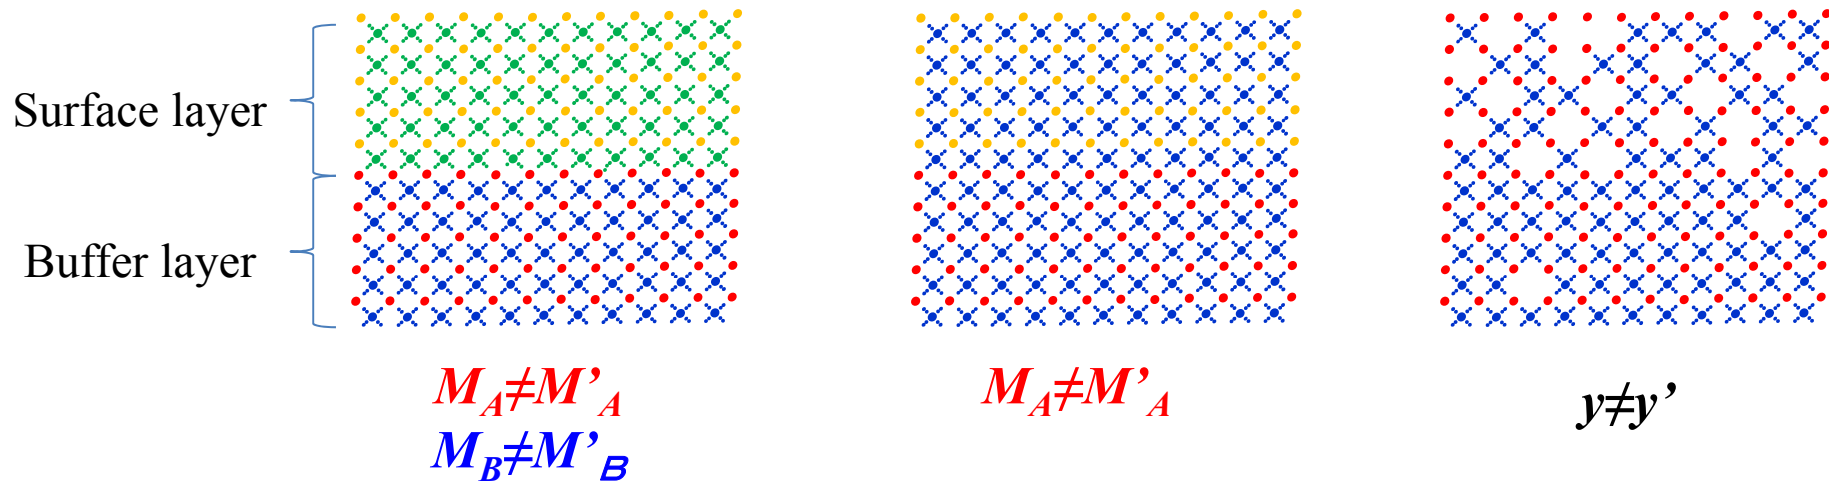 Surface layer
Buffer layer
M_A≠M’_A
M_B≠M’_B
M_A≠M’_A
y≠y’